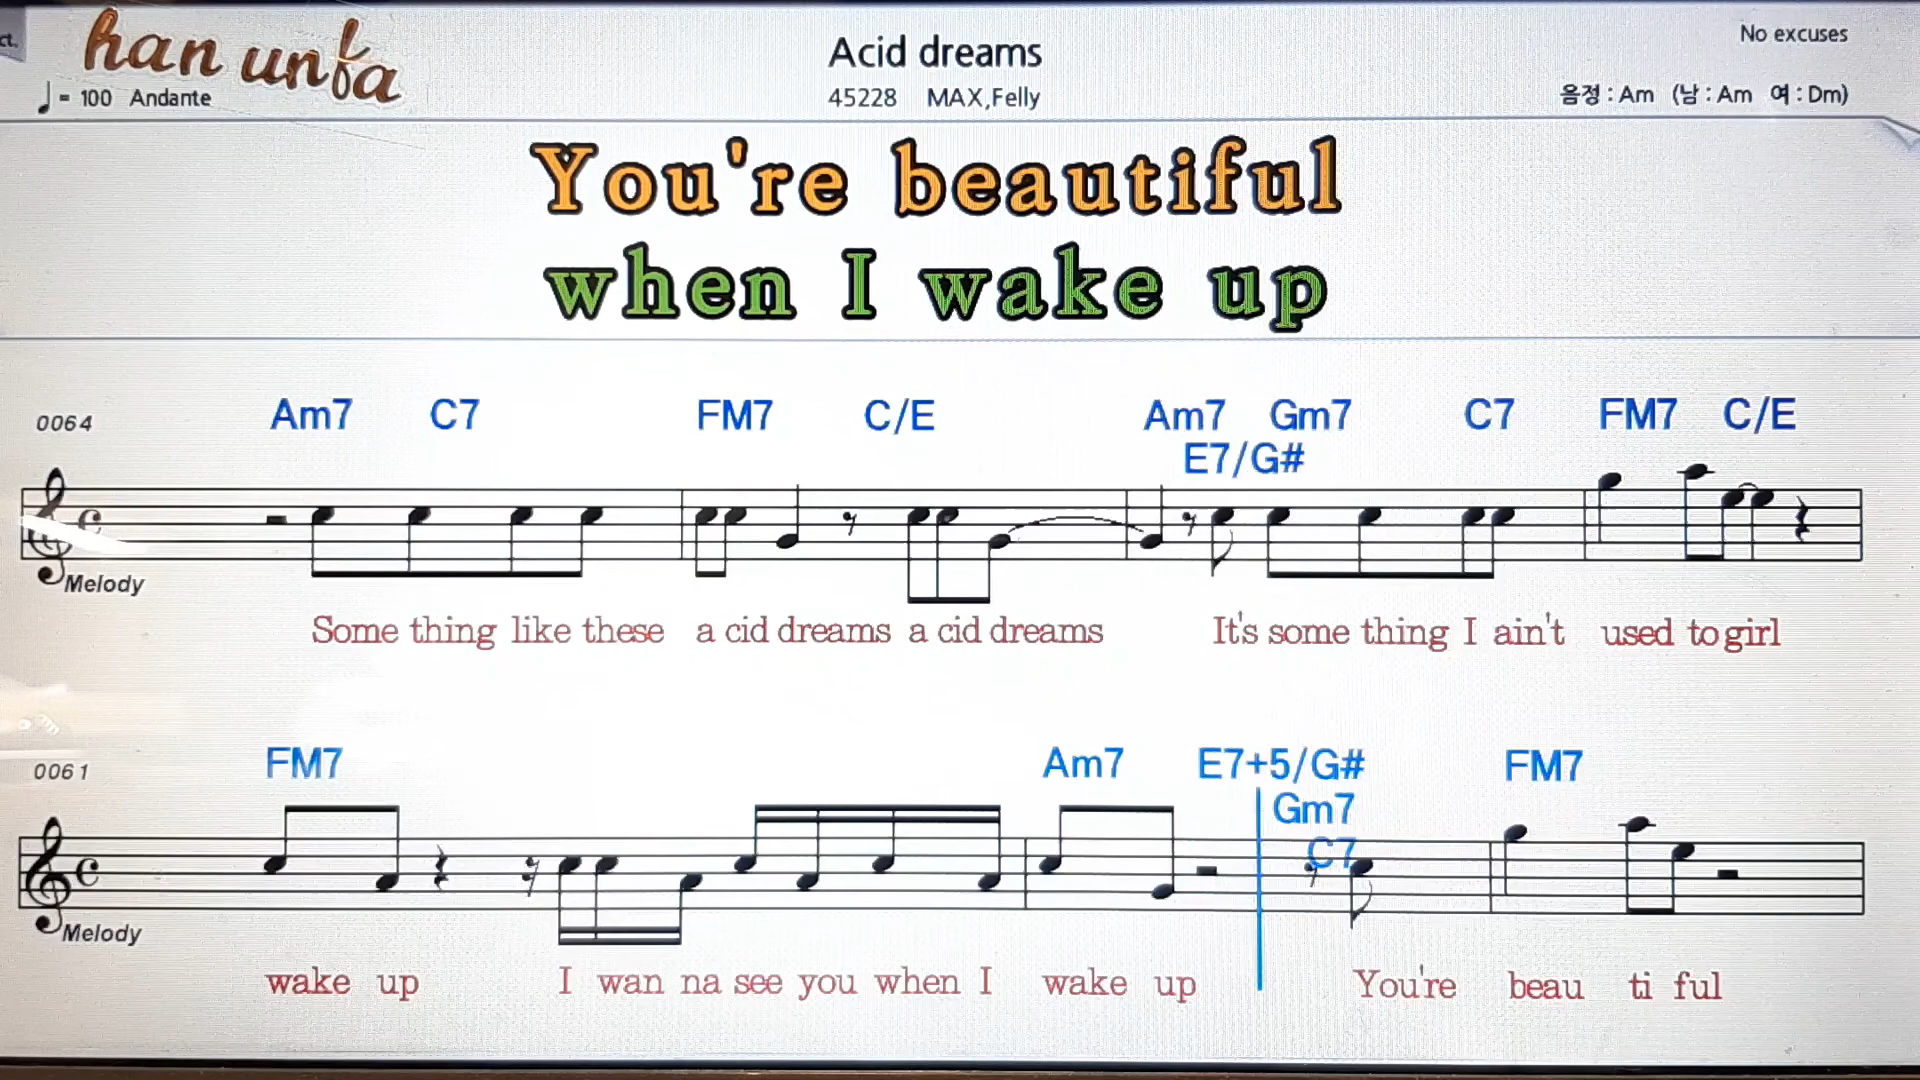 ct.
han unfa
Acid dreams
No excuses
♩= 100 Andante
45228 MAX,Felly
음정 : Am (남 : Am 여 : Dm)
You're beautiful
when I wake up
0064 Am7 C7 FM7 C/E Am7 Gm7 C7 FM7 C/E
E7/G#
Melody
Some thing like these a cid dreams a cid dreams It's some thing I ain't used to girl
0061 FM7 Am7 E7+5/G# FM7
Gm7
C7
Melody
wake up I wan na see you when I wake up You're beau ti ful